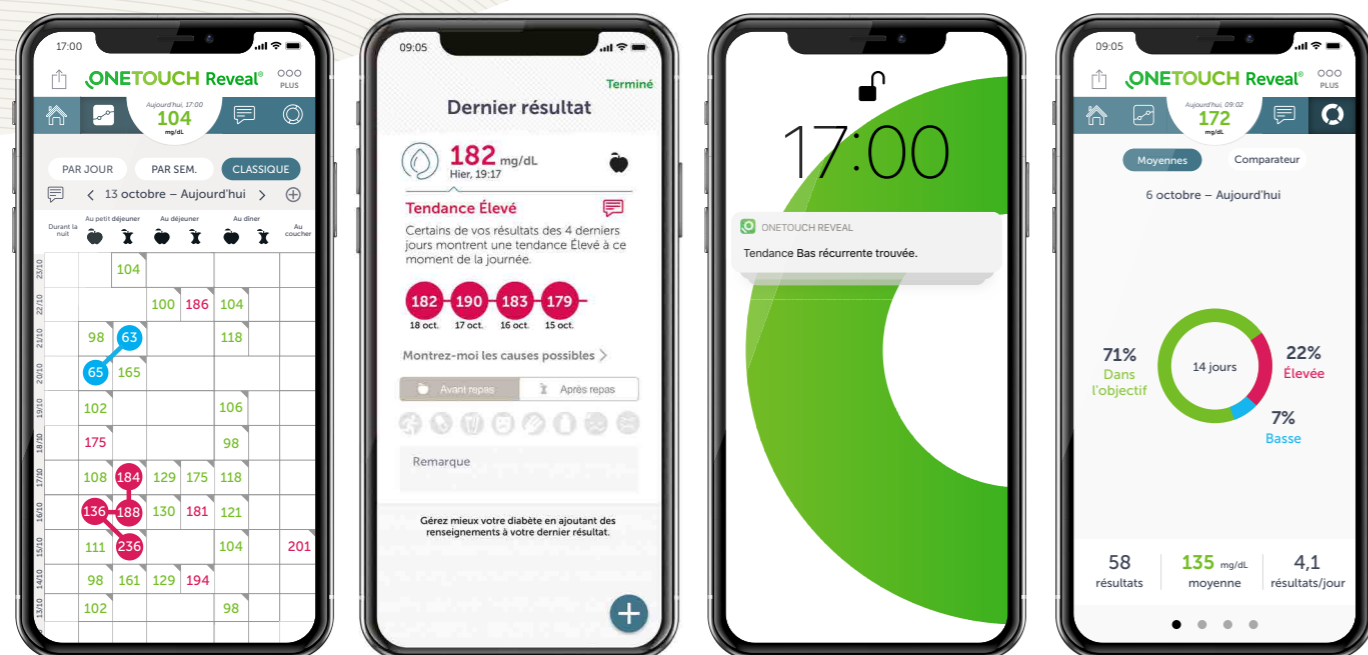 17:00
ONETOUCH Reveal®
PLUS
Aujourd'hui, 17:00
104
mg/dL
PAR JOUR PAR SEM. CLASSIQUE
< 13 octobre – Aujourd'hui >
Au petit déjeuner Au déjeuner Au dîner
Durant la nuit
Au coucher
23/10 104
22/10 100 186 104
21/10 98 63 118
20/10 65 165
19/10 102 106
18/10 175 98
17/10 108 184 129 175 118
16/10 136 188 130 181 121
15/10 111 236 104 201
14/10 98 161 129 194
13/10 102 98
09:05
Terminé
Dernier résultat
182 mg/dL
Hier, 19:17
Tendance Élevé
Certains de vos résultats des 4 derniers
jours montrent une tendance Élevé à ce
moment de la journée.
182 190 183 179
18 oct. 17 oct. 16 oct. 15 oct.
Montrez-moi les causes possibles >
Avant repas Après repas
Remarque
Gérez mieux votre diabète en ajoutant des
renseignements à votre dernier résultat.
17:00
ONETOUCH REVEAL
Tendance Bas récurrente trouvée.
09:05
ONETOUCH Reveal®
PLUS
Aujourd'hui, 09:02
172
mg/dL
Moyennes Comparateur
6 octobre – Aujourd'hui
71%
Dans
l'objectif
14 jours
22%
Élevée
7%
Basse
58 135 mg/dL 4,1
résultats moyenne résultats/jour